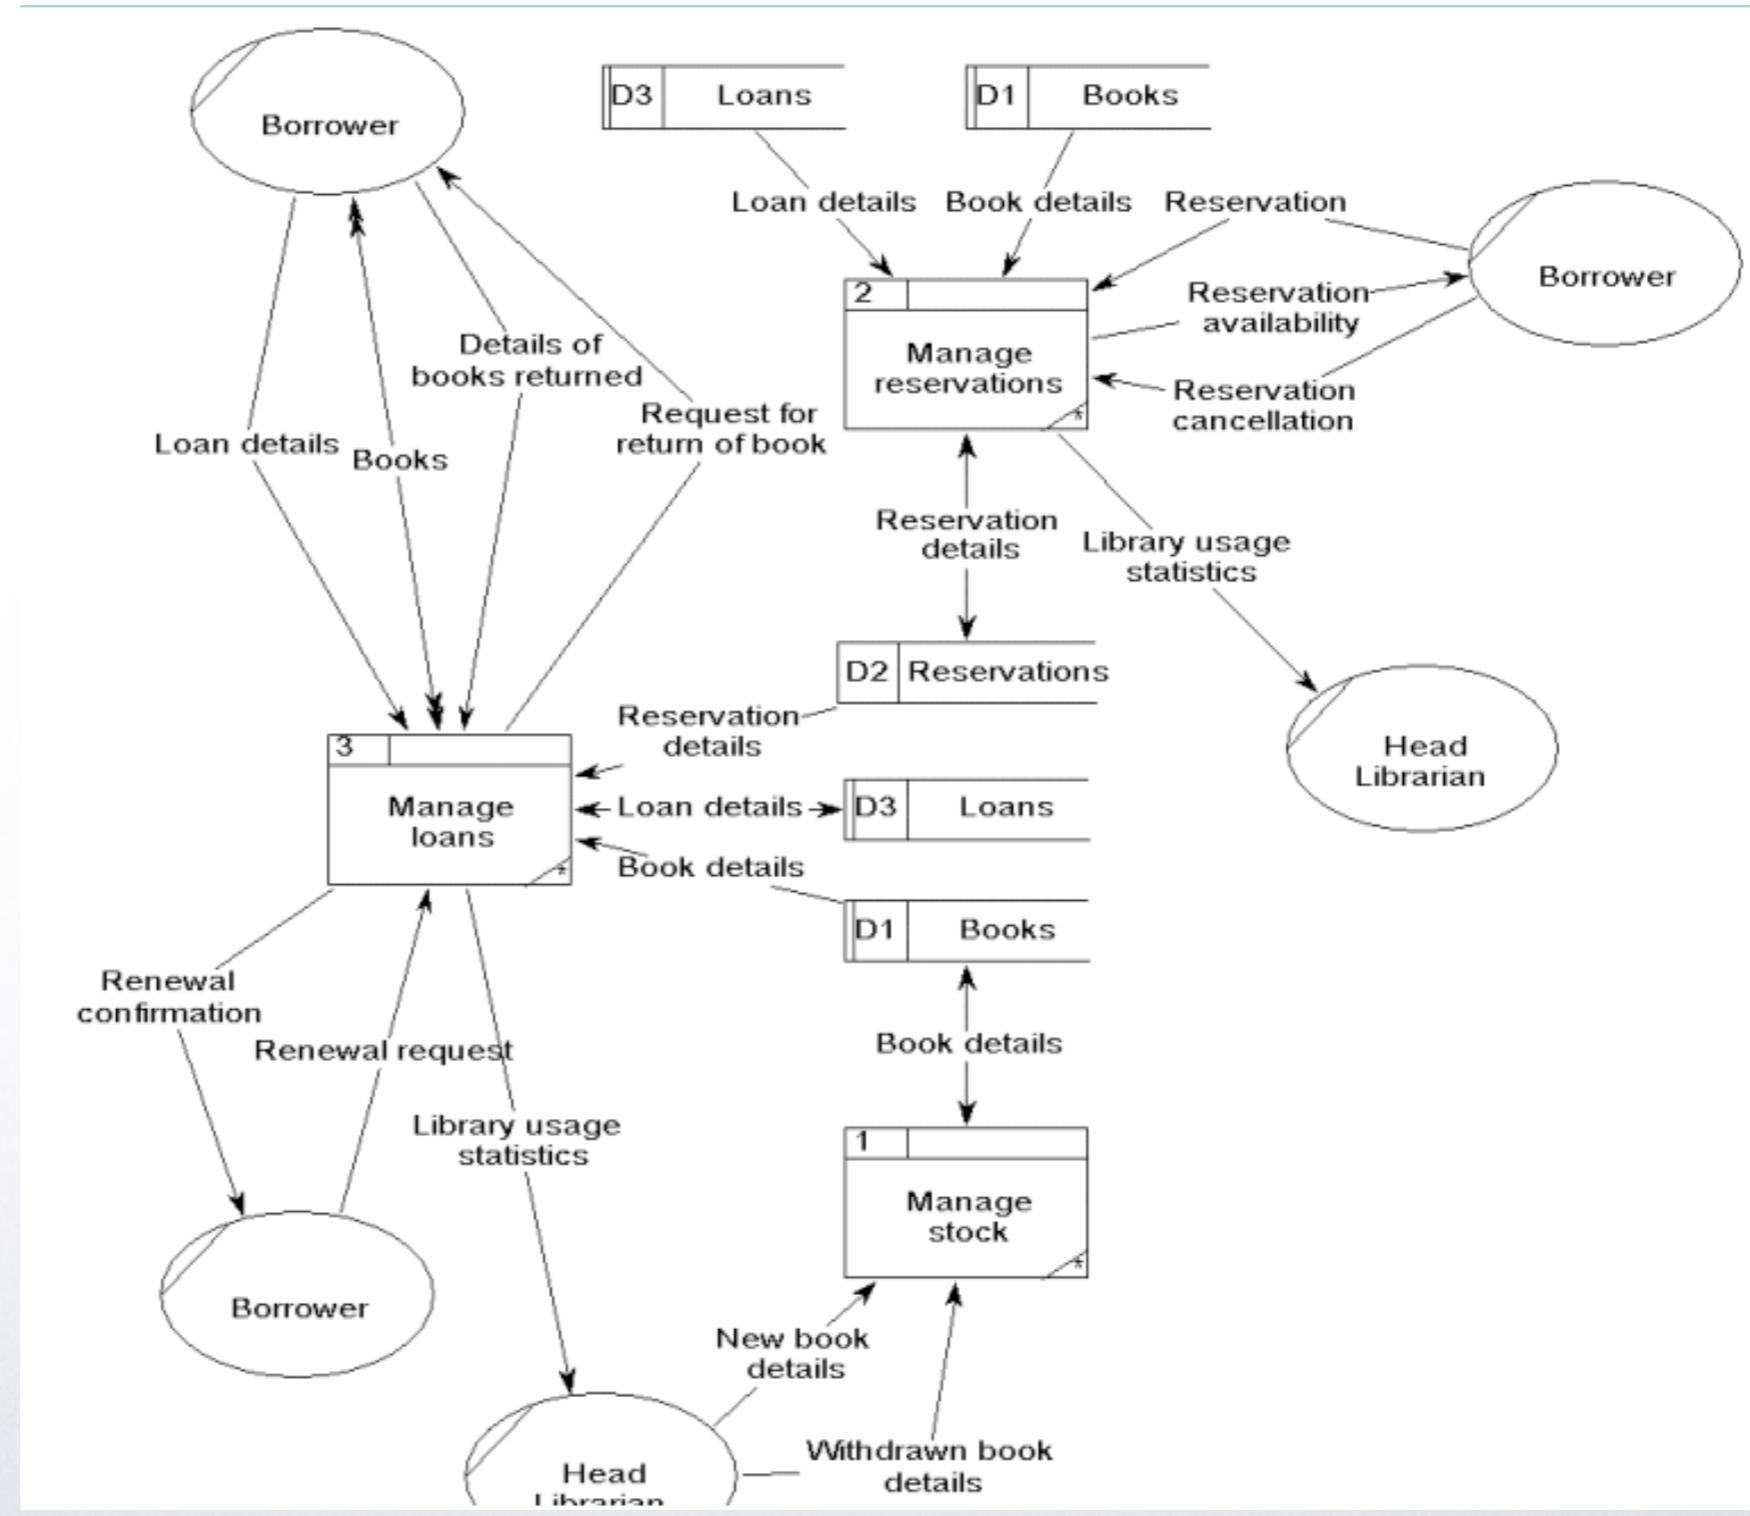 Borrower
D3 Loans
D1 Books
Loan details
Book details
Reservation
Borrower
Reservation
availability
Reservation
cancellation
2
Manage
reservations
*
Details of
books returned
Request for
return of book
Loan details
Books
Reservation
details
Library usage
statistics
D2 Reservations
Head
Librarian
Reservation
details
3
Manage
loans
*
Loan details
D3 Loans
Book details
D1 Books
Renewal
confirmation
Renewal request
Book details
Library usage
statistics
1
Manage
stock
*
Borrower
New book
details
Withdrawn book
details
Head
Librarian